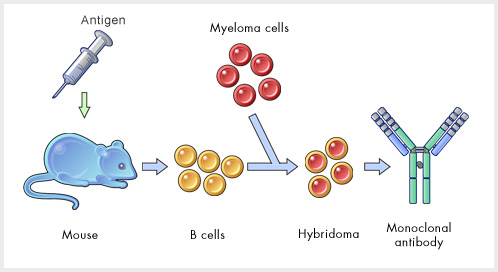 Antigen
Myeloma cells
Mouse
B cells
Hybridoma
Monoclonal
antibody